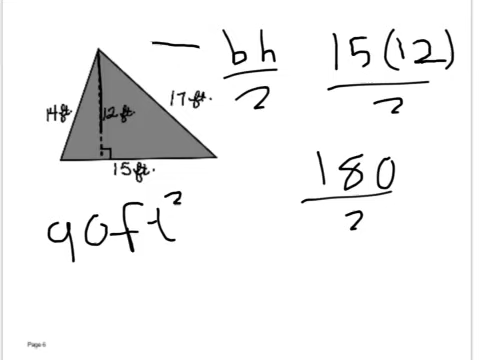 bh/2
15(12)/2
14ft
12ft
17ft.
15ft.
180/2
90ft²
Page 6